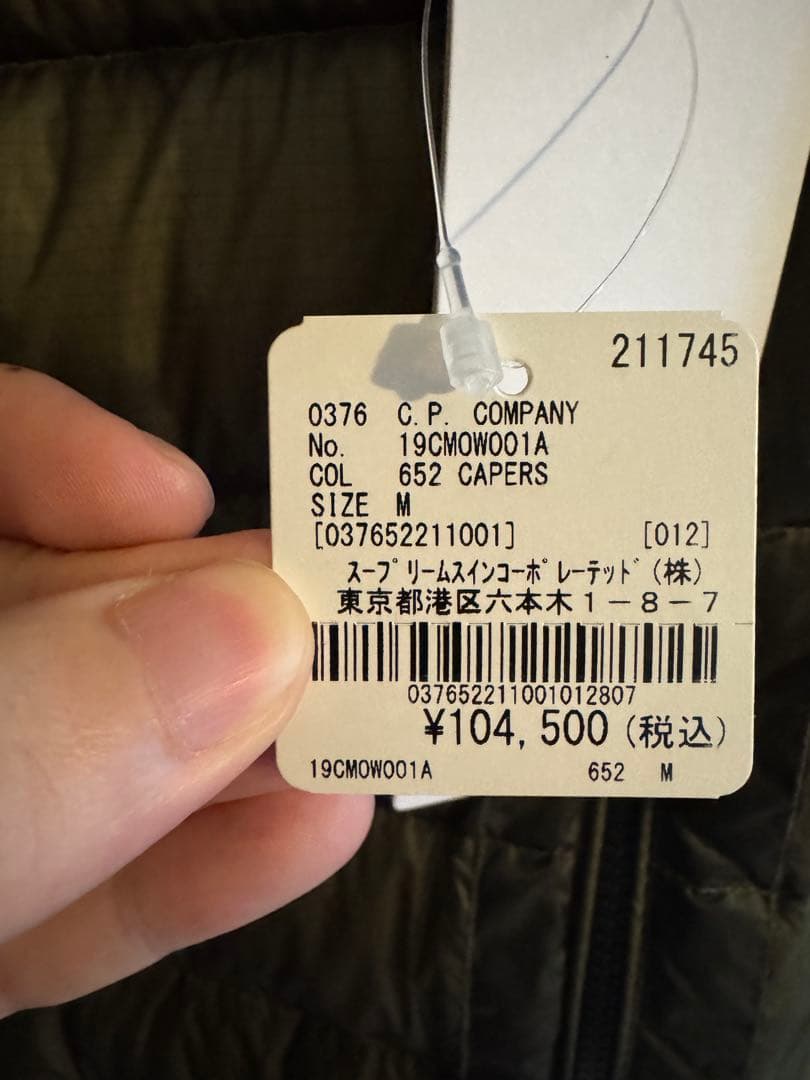 211745
0376 C.P. COMPANY
No. 19CMOW001A
COL 652 CAPERS
SIZE M
[037652211001] [012]
ｽｰﾌﾟﾘｰﾑｽｲﾝｺｰﾎﾟﾚｰﾃｯﾄﾞ(株)
東京都港区六本木１－８－７
037652211001012807
¥104,500(税込)
19CMOW001A 652 M